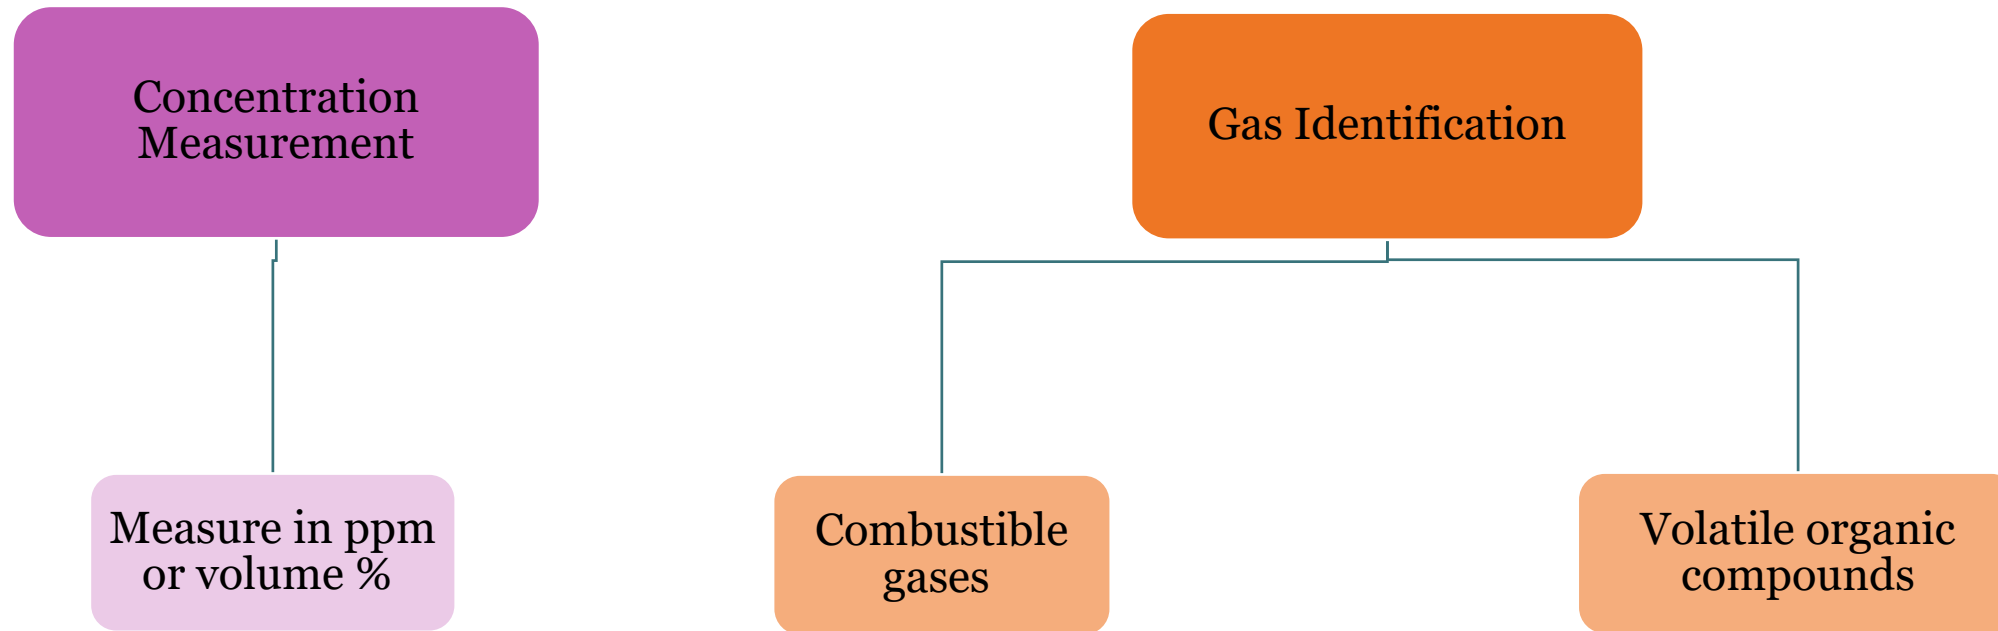 Concentration
Measurement
Gas Identification
Measure in ppm
or volume %
Combustible
gases
Volatile organic
compounds